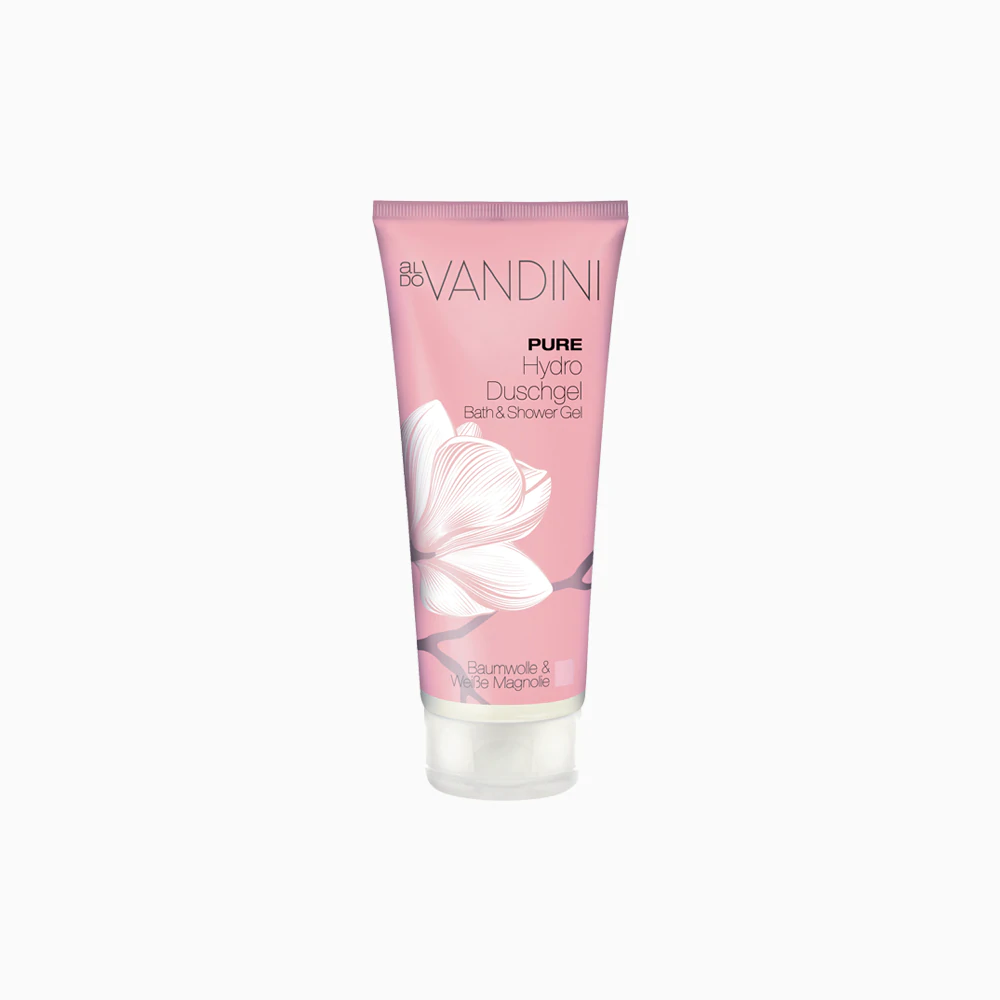 aLDO VANDINI
PURE
Hydro
Duschgel
Bath & Shower Gel
Baumwolle &
Weiße Magnolie